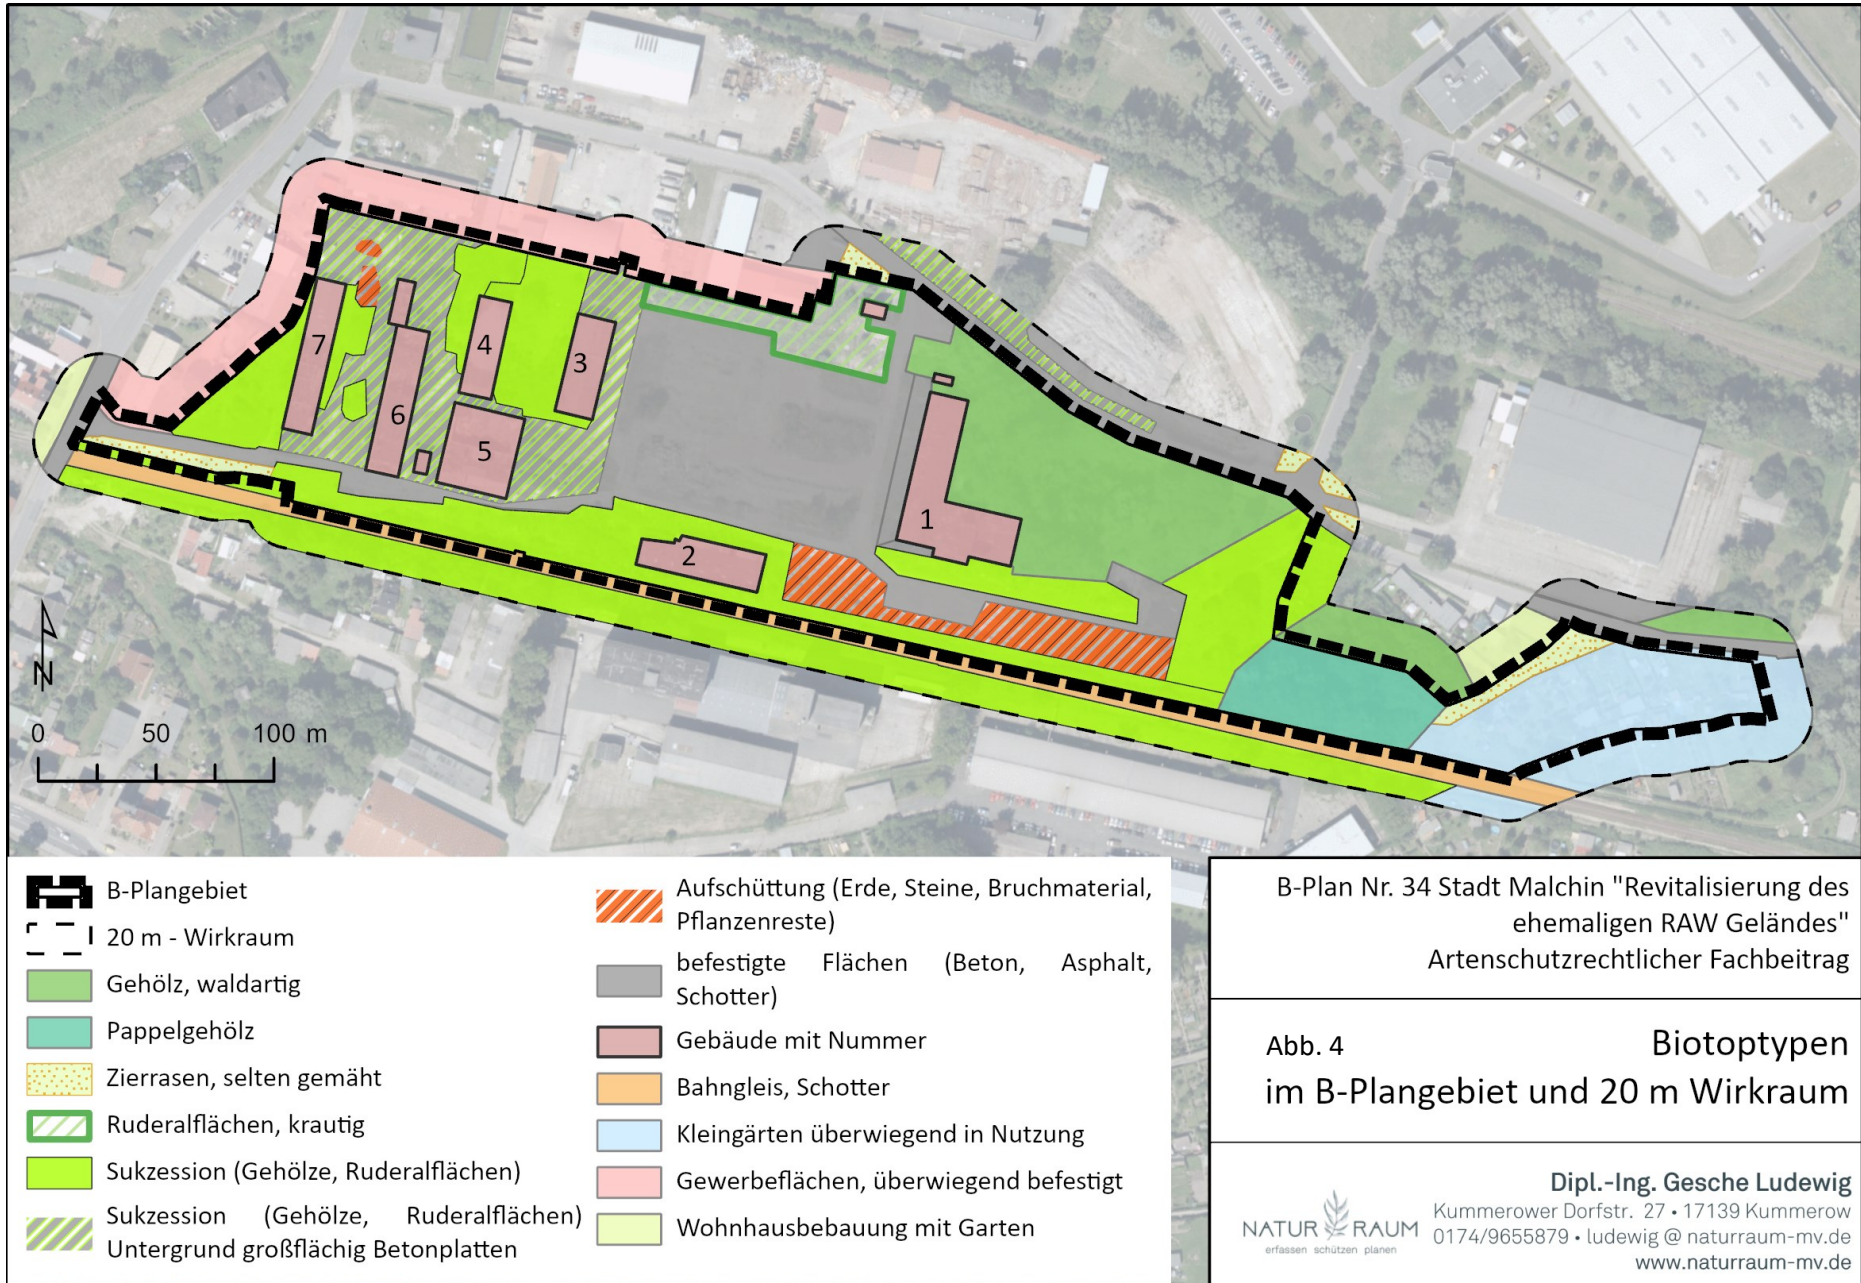 7
4
3
6
5
1
2
N
0 50 100 m
B-Plangebiet
20 m - Wirkraum
Gehölz, waldartig
Pappelgehölz
Zierrasen, selten gemäht
Ruderalflächen, krautig
Sukzession (Gehölze, Ruderalflächen)
Sukzession (Gehölze, Ruderalflächen)
Untergrund großflächig Betonplatten
Aufschüttung (Erde, Steine, Bruchmaterial,
Pflanzenreste)
befestigte Flächen (Beton, Asphalt,
Schotter)
Gebäude mit Nummer
Bahngleis, Schotter
Kleingärten überwiegend in Nutzung
Gewerbeflächen, überwiegend befestigt
Wohnhausbebauung mit Garten
B-Plan Nr. 34 Stadt Malchin "Revitalisierung des
ehemaligen RAW Geländes"
Artenschutzrechtlicher Fachbeitrag
Abb. 4 Biotoptypen
im B-Plangebiet und 20 m Wirkraum
NATUR RAUM
erfassen schützen planen
Dipl.-Ing. Gesche Ludewig
Kummerower Dorfstr. 27 • 17139 Kummerow
0174/9655879 • ludewig @ naturraum-mv.de
www.naturraum-mv.de